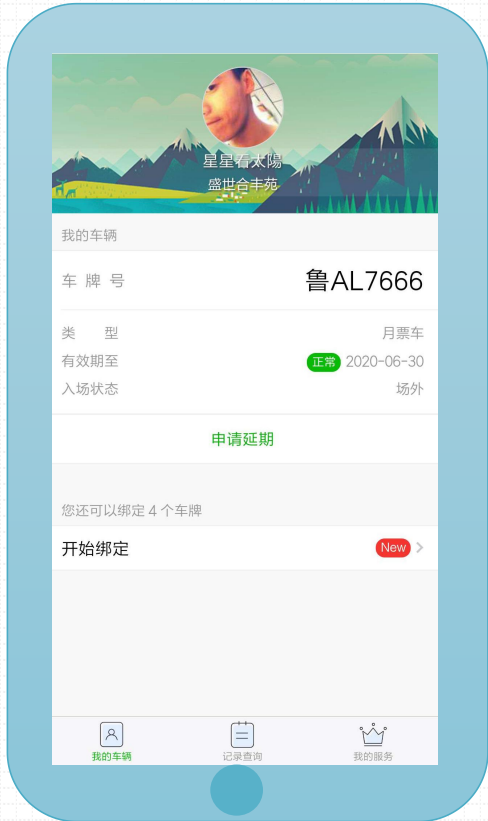 星星看太陽
盛世合丰苑
我的车辆
车 牌 号 鲁AL7666
类 型 月票车
有效期至 正常 2020-06-30
入场状态 场外
申请延期
您还可以绑定 4 个车牌
开始绑定 New
我的车辆 记录查询 我的服务